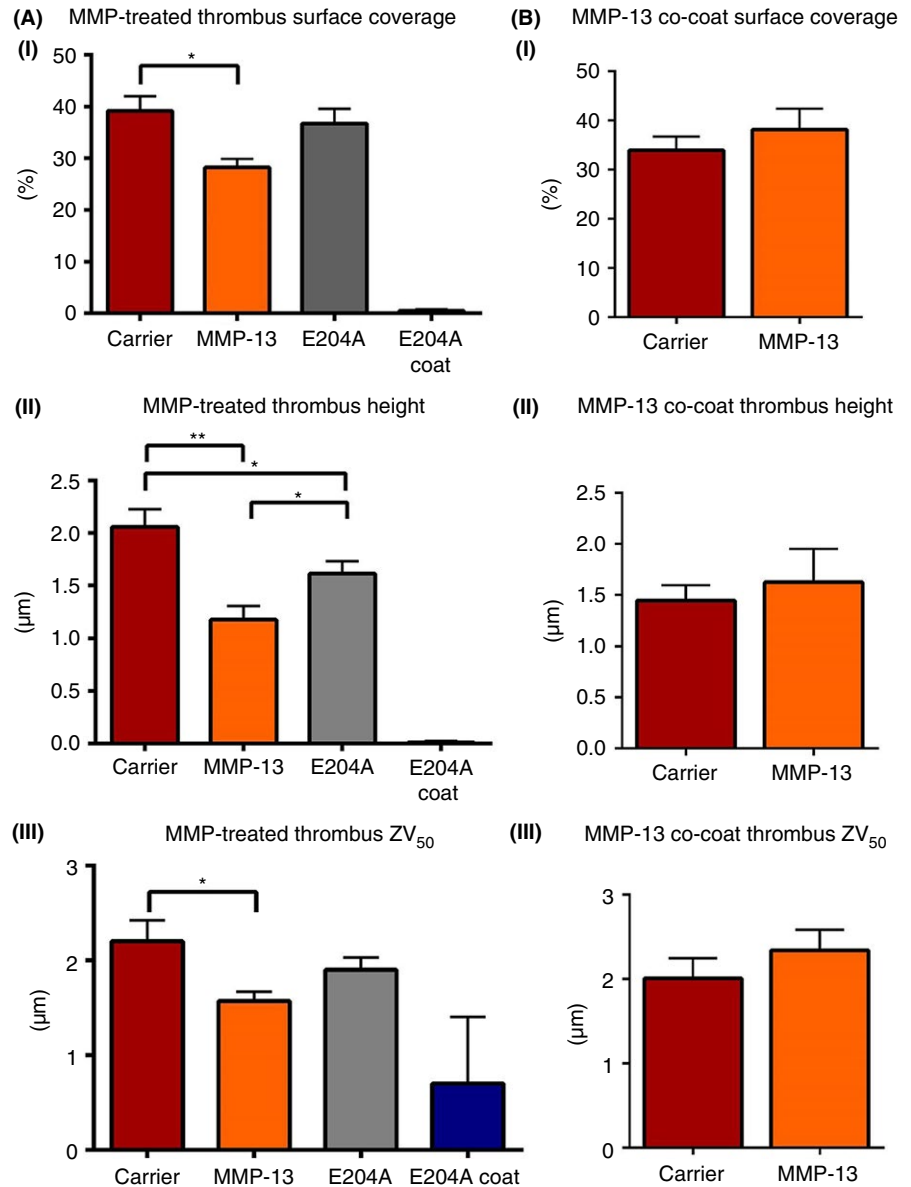 (A) MMP-treated thrombus surface coverage
(I)
50
40
30
20
10
0
(%)
*
Carrier MMP-13 E204A E204A
coat
(II) MMP-treated thrombus height
2.5
2.0
1.5
1.0
0.5
0.0
(µm)
**
*
*
Carrier MMP-13 E204A E204A
coat
(III) MMP-treated thrombus ZV50
3
2
1
0
(µm)
*
Carrier MMP-13 E204A E204A coat
(B) MMP-13 co-coat surface coverage
(I)
50
40
30
20
10
0
(%)
Carrier MMP-13
(II) MMP-13 co-coat thrombus height
2.5
2.0
1.5
1.0
0.5
0.0
(µm)
Carrier MMP-13
(III) MMP-13 co-coat thrombus ZV50
3
2
1
0
(µm)
Carrier MMP-13